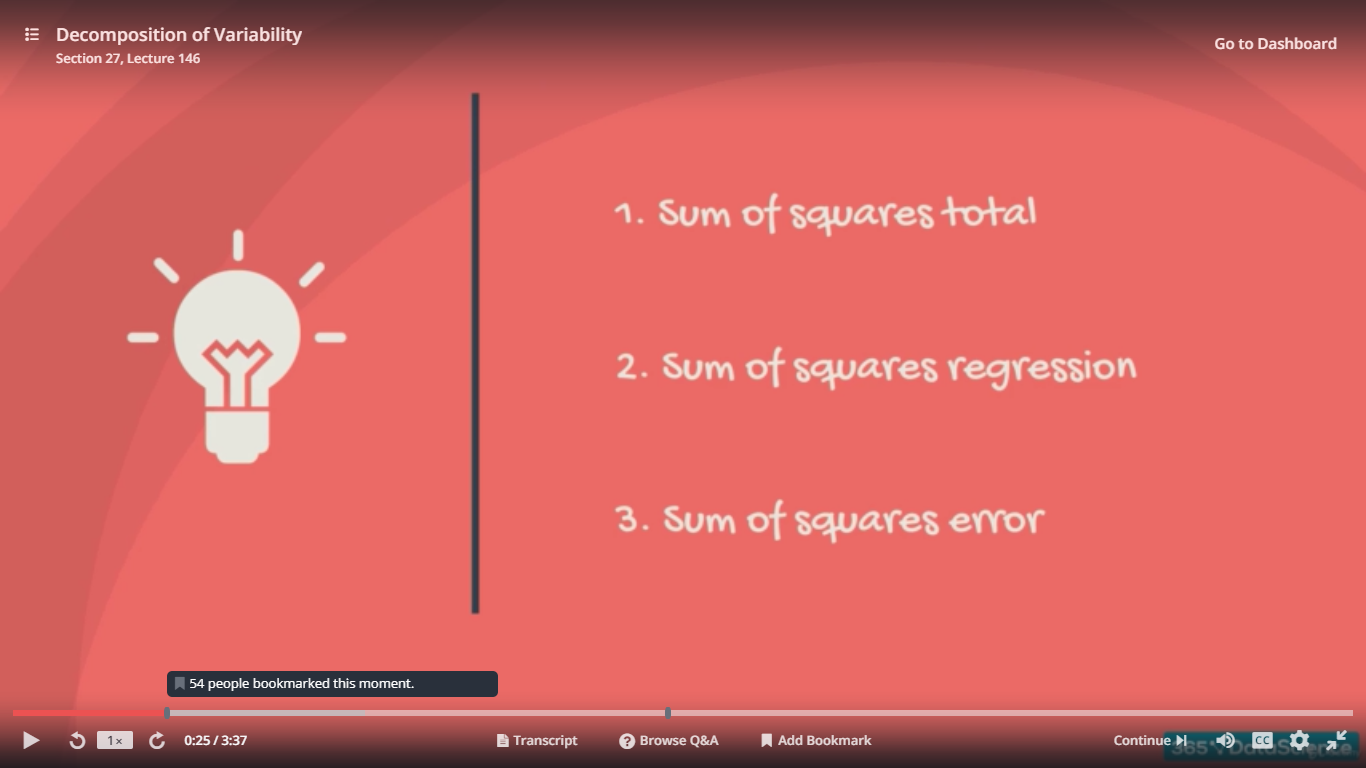 Decomposition of Variability
Section 27, Lecture 146
Go to Dashboard
1. Sum of squares total
2. Sum of squares regression
3. Sum of squares error
54 people bookmarked this moment.
1×
0:25 / 3:37
Transcript
Browse Q&A
Add Bookmark
Continue
CC
365 DataScience